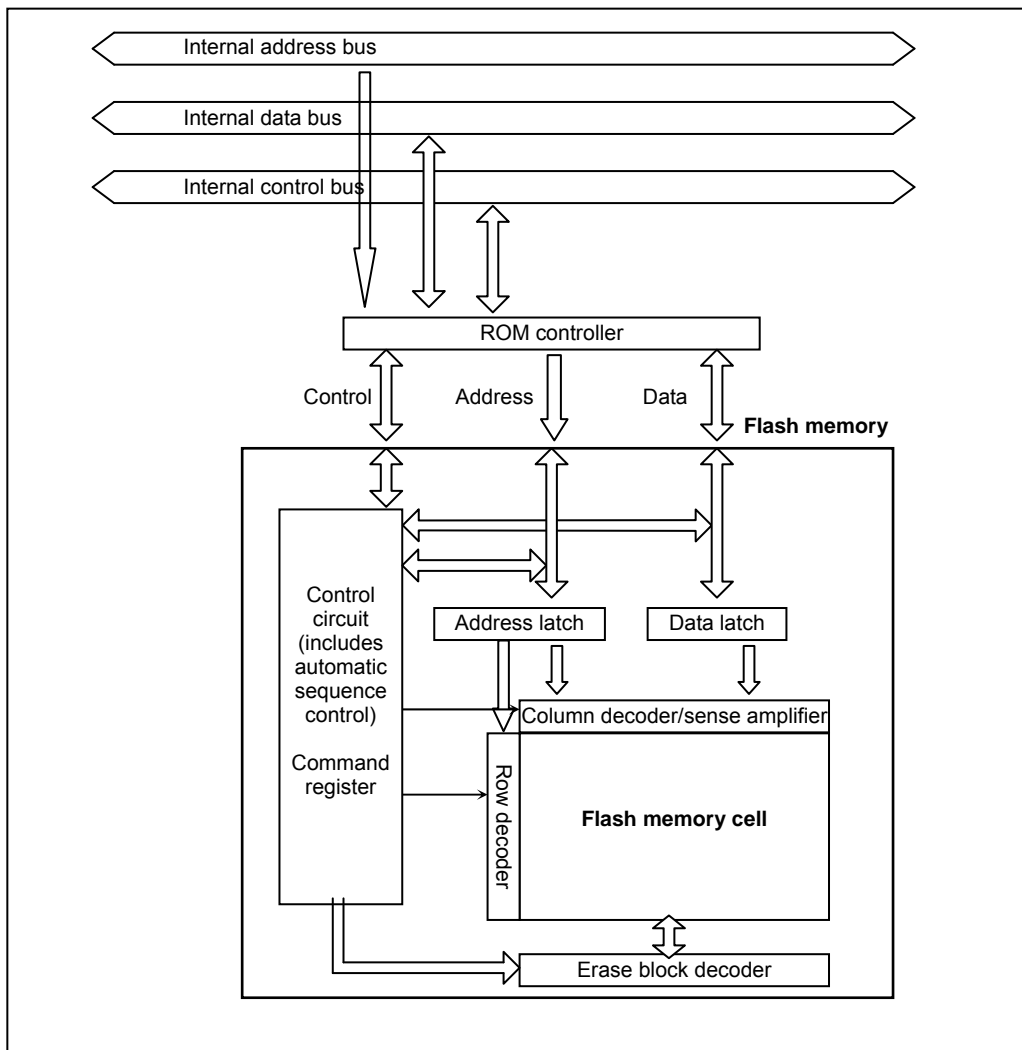 Internal address bus
Internal data bus
Internal control bus
ROM controller
Control
Address
Data
Flash memory
Control
circuit
(includes
automatic
sequence
control)
Command
register
Address latch
Data latch
Column decoder/sense amplifier
Row decoder
Flash memory cell
Erase block decoder